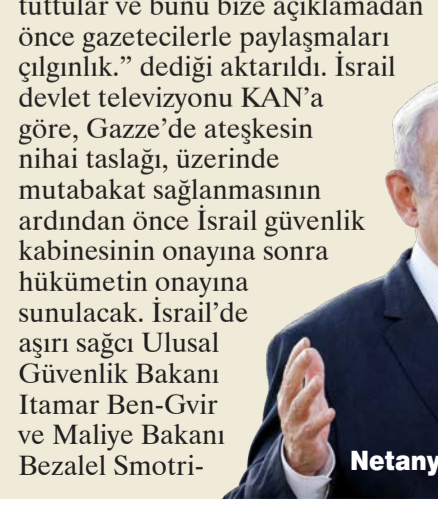 tuttular ve bunu bize açıklamadan
önce gazetecilerle paylaşmaları
çılgınlık.” dediği aktarıldı. İsrail
devlet televizyonu KAN’a
göre, Gazze’de ateşkesin
nihai taslağı, üzerinde
mutabakat sağlanmasının
ardından önce İsrail güvenlik
kabinesinin onayına sonra
hükümetin onayına
sunulacak. İsrail’de
aşırı sağcı Ulusal
Güvenlik Bakanı
Itamar Ben-Gvir
ve Maliye Bakanı
Bezalel Smotri-
Netany